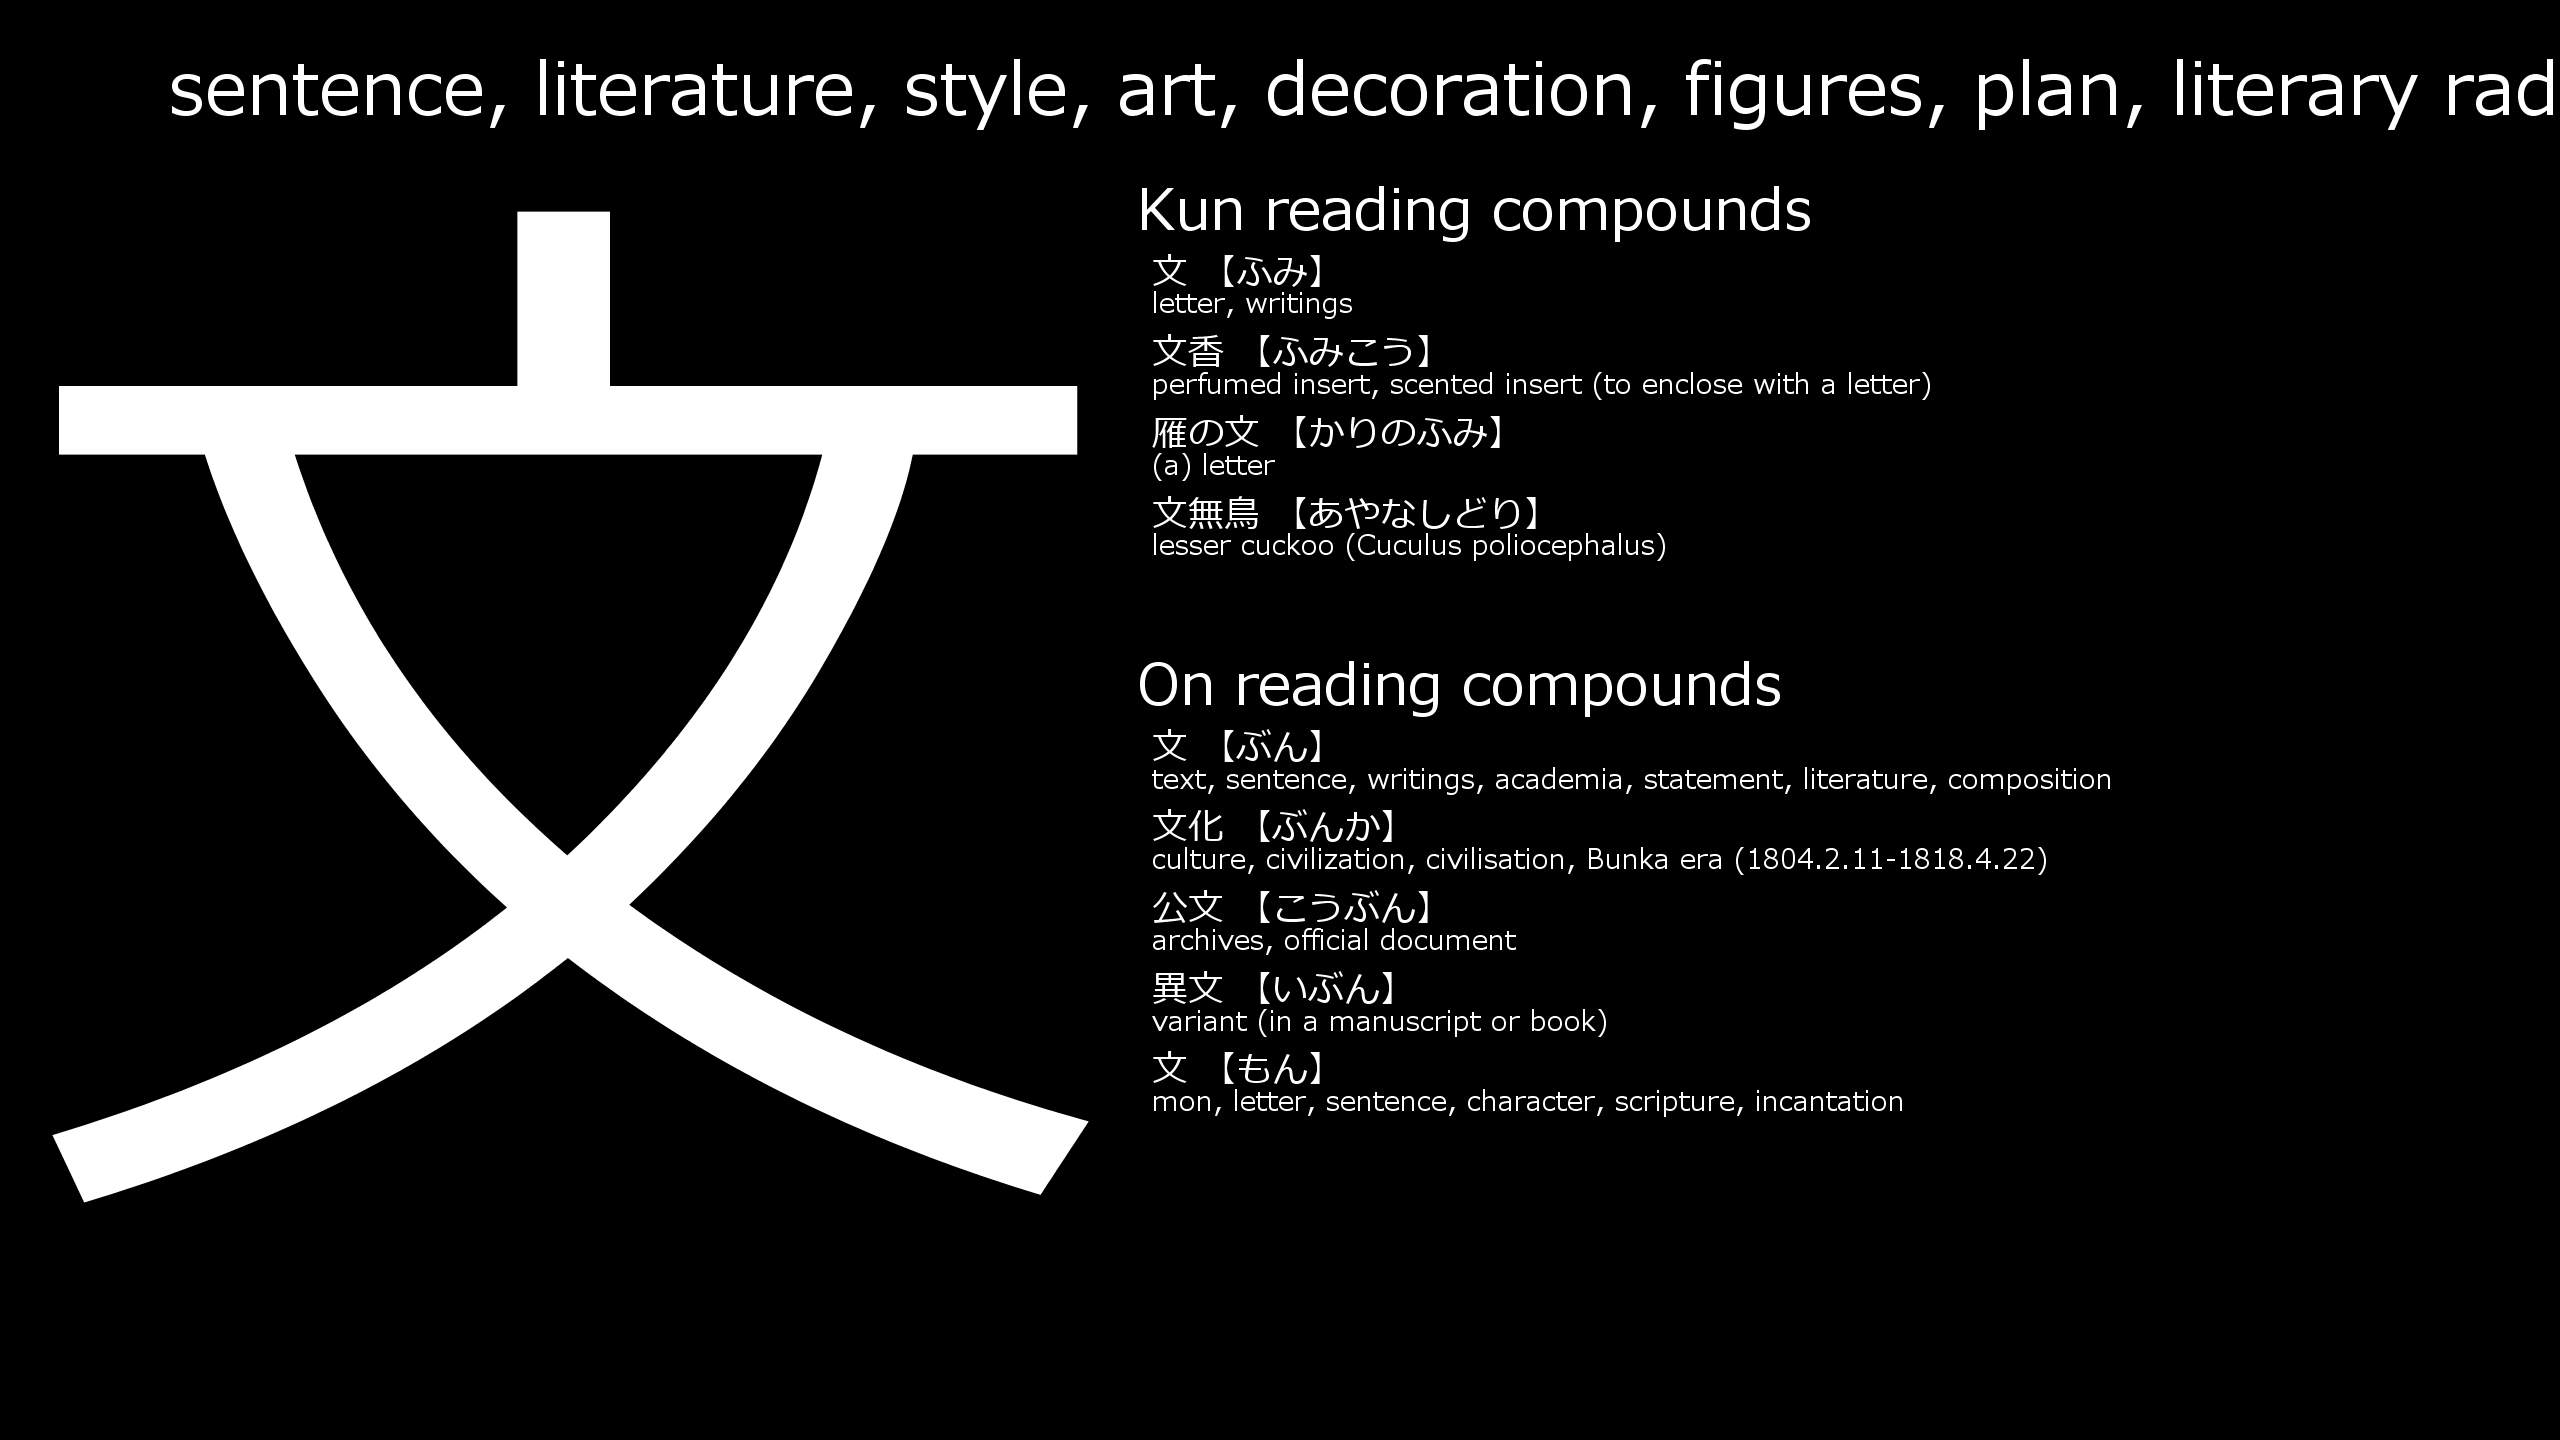 sentence, literature, style, art, decoration, figures, plan, literary rad
文
Kun reading compounds
文 【ふみ】
letter, writings
文香 【ふみこう】
perfumed insert, scented insert (to enclose with a letter)
雁の文 【かりのふみ】
(a) letter
文無鳥 【あやなしどり】
lesser cuckoo (Cuculus poliocephalus)
On reading compounds
文 【ぶん】
text, sentence, writings, academia, statement, literature, composition
文化 【ぶんか】
culture, civilization, civilisation, Bunka era (1804.2.11-1818.4.22)
公文 【こうぶん】
archives, official document
異文 【いぶん】
variant (in a manuscript or book)
文 【もん】
mon, letter, sentence, character, scripture, incantation